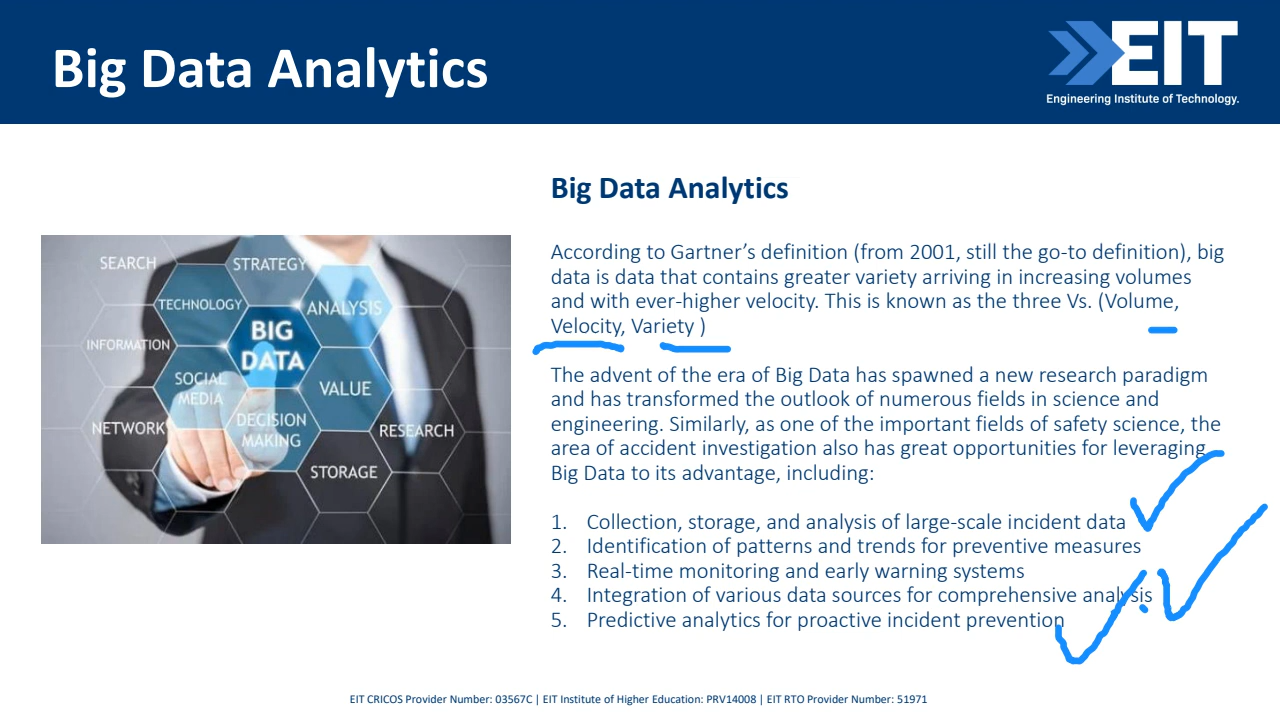 Big Data Analytics
EIT
Engineering Institute of Technology.
Big Data Analytics
According to Gartner’s definition (from 2001, still the go-to definition), big
data is data that contains greater variety arriving in increasing volumes
and with ever-higher velocity. This is known as the three Vs. (Volume,
Velocity, Variety )
The advent of the era of Big Data has spawned a new research paradigm
and has transformed the outlook of numerous fields in science and
engineering. Similarly, as one of the important fields of safety science, the
area of accident investigation also has great opportunities for leveraging
Big Data to its advantage, including:
1. Collection, storage, and analysis of large-scale incident data
2. Identification of patterns and trends for preventive measures
3. Real-time monitoring and early warning systems
4. Integration of various data sources for comprehensive analysis
5. Predictive analytics for proactive incident prevention
SEARCH
STRATEGY
TECHNOLOGY
ANALYSIS
BIG
DATA
INFORMATION
SOCIAL
MEDIA
VALUE
NETWORK
DECISION
MAKING
RESEARCH
STORAGE
EIT CRICOS Provider Number: 03567C | EIT Institute of Higher Education: PRV14008 | EIT RTO Provider Number: 51971